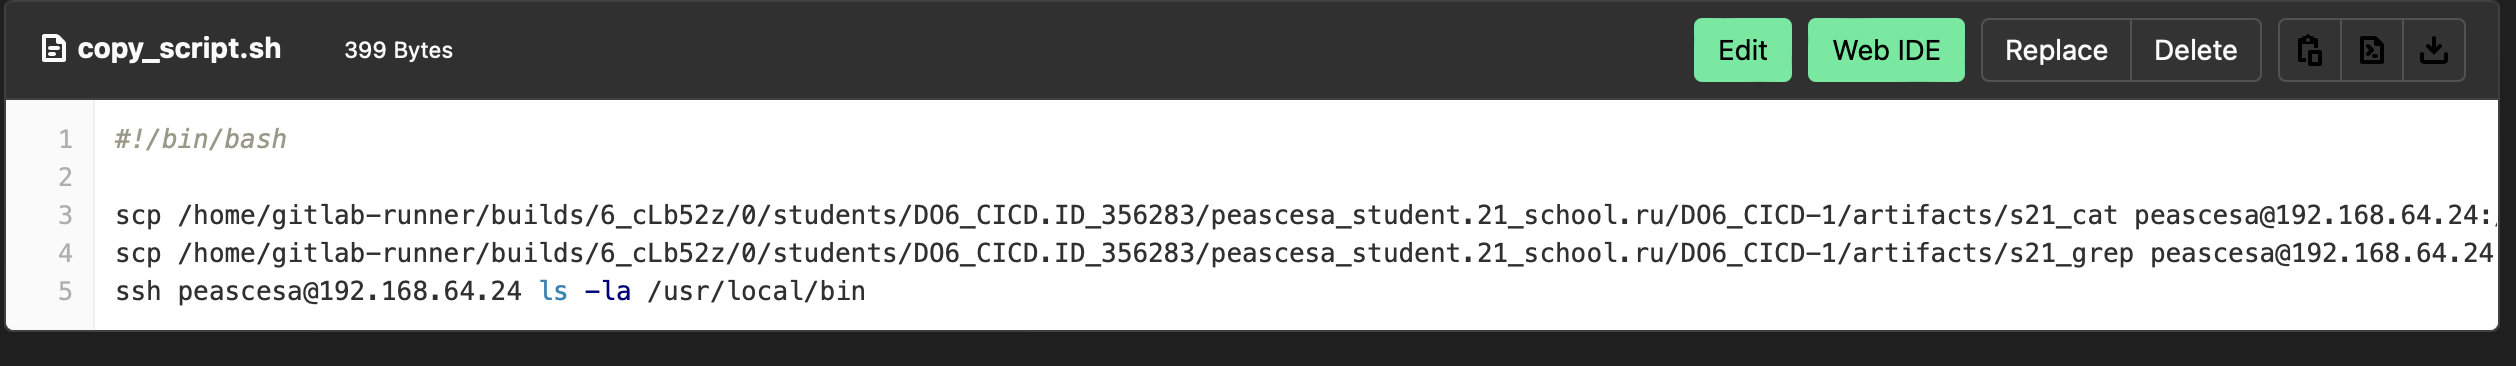 copy_script.sh 399 Bytes Edit Web IDE Replace Delete
1 #!/bin/bash
2
3 scp /home/gitlab-runner/builds/6_cLb52z/0/students/DO6_CICD.ID_356283/peascesa_student.21_school.ru/DO6_CICD-1/artifacts/s21_cat peascesa@192.168.64.24:
4 scp /home/gitlab-runner/builds/6_cLb52z/0/students/DO6_CICD.ID_356283/peascesa_student.21_school.ru/DO6_CICD-1/artifacts/s21_grep peascesa@192.168.64.24
5 ssh peascesa@192.168.64.24 ls -la /usr/local/bin